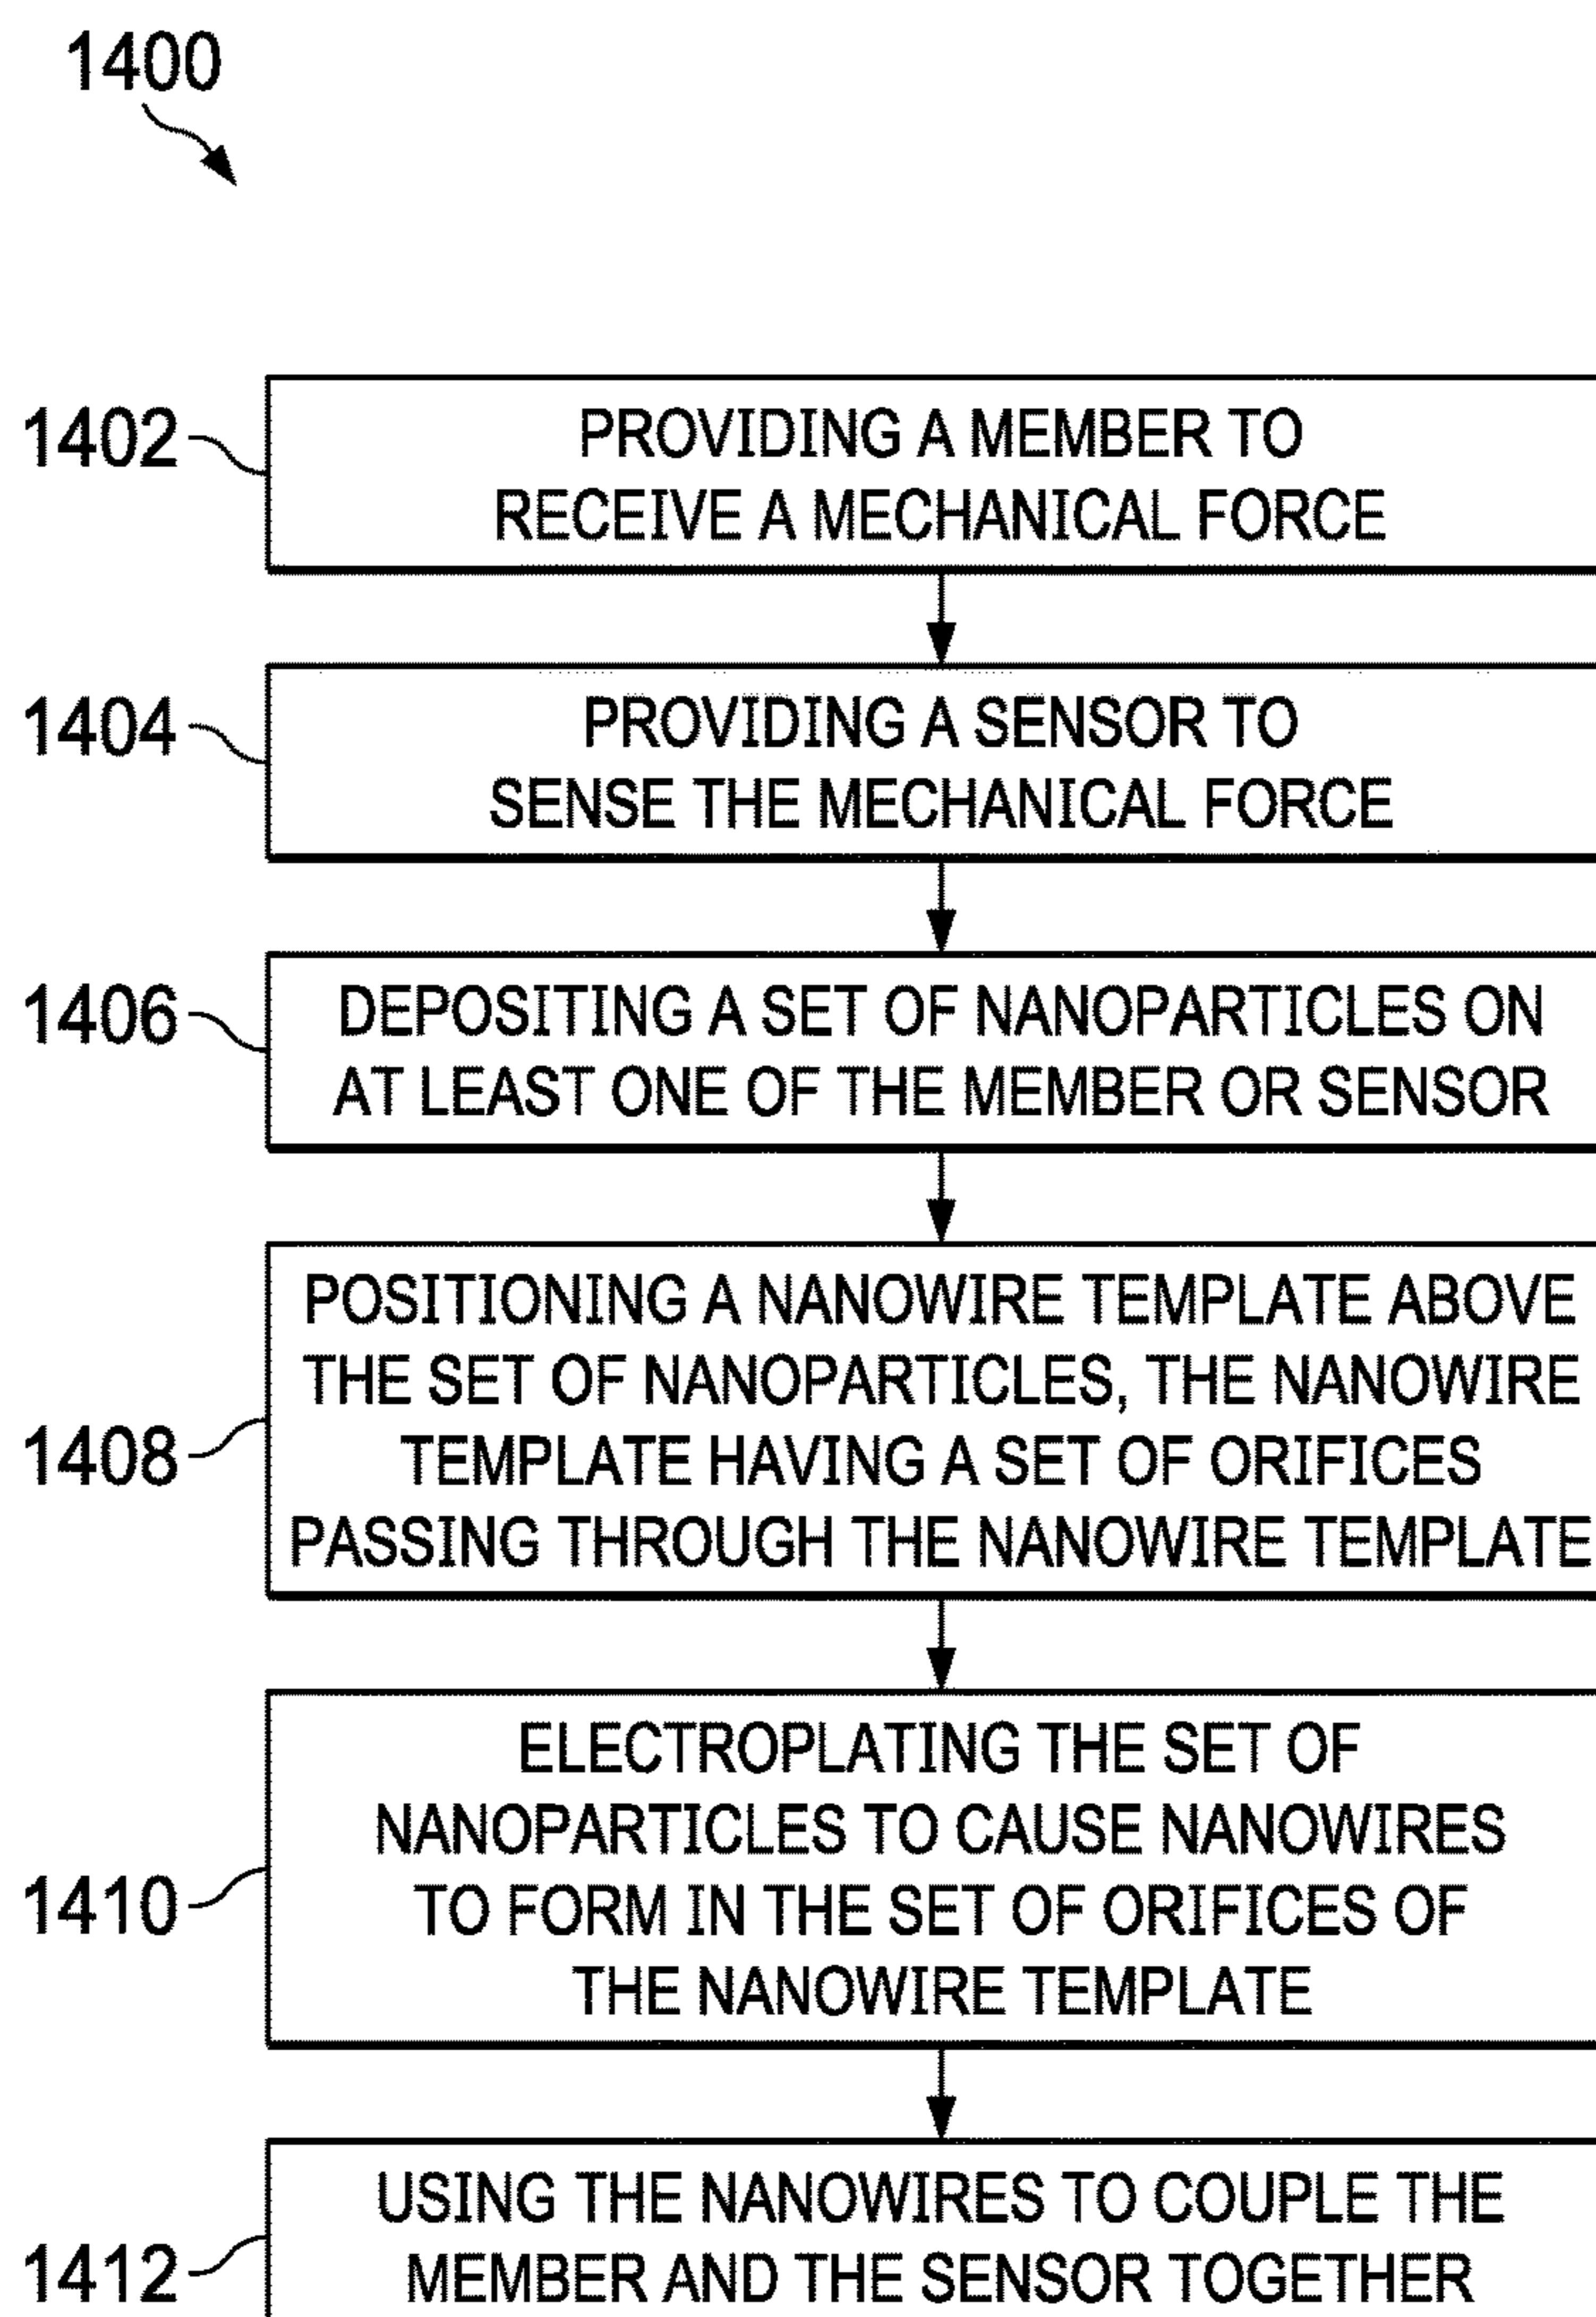 1400
1402
PROVIDING A MEMBER TO
RECEIVE A MECHANICAL FORCE
1404
PROVIDING A SENSOR TO
SENSE THE MECHANICAL FORCE
1406
DEPOSITING A SET OF NANOPARTICLES ON
AT LEAST ONE OF THE MEMBER OR SENSOR
1408
POSITIONING A NANOWIRE TEMPLATE ABOVE
THE SET OF NANOPARTICLES, THE NANOWIRE
TEMPLATE HAVING A SET OF ORIFICES
PASSING THROUGH THE NANOWIRE TEMPLATE
1410
ELECTROPLATING THE SET OF
NANOPARTICLES TO CAUSE NANOWIRES
TO FORM IN THE SET OF ORIFICES OF
THE NANOWIRE TEMPLATE
1412
USING THE NANOWIRES TO COUPLE THE
MEMBER AND THE SENSOR TOGETHER